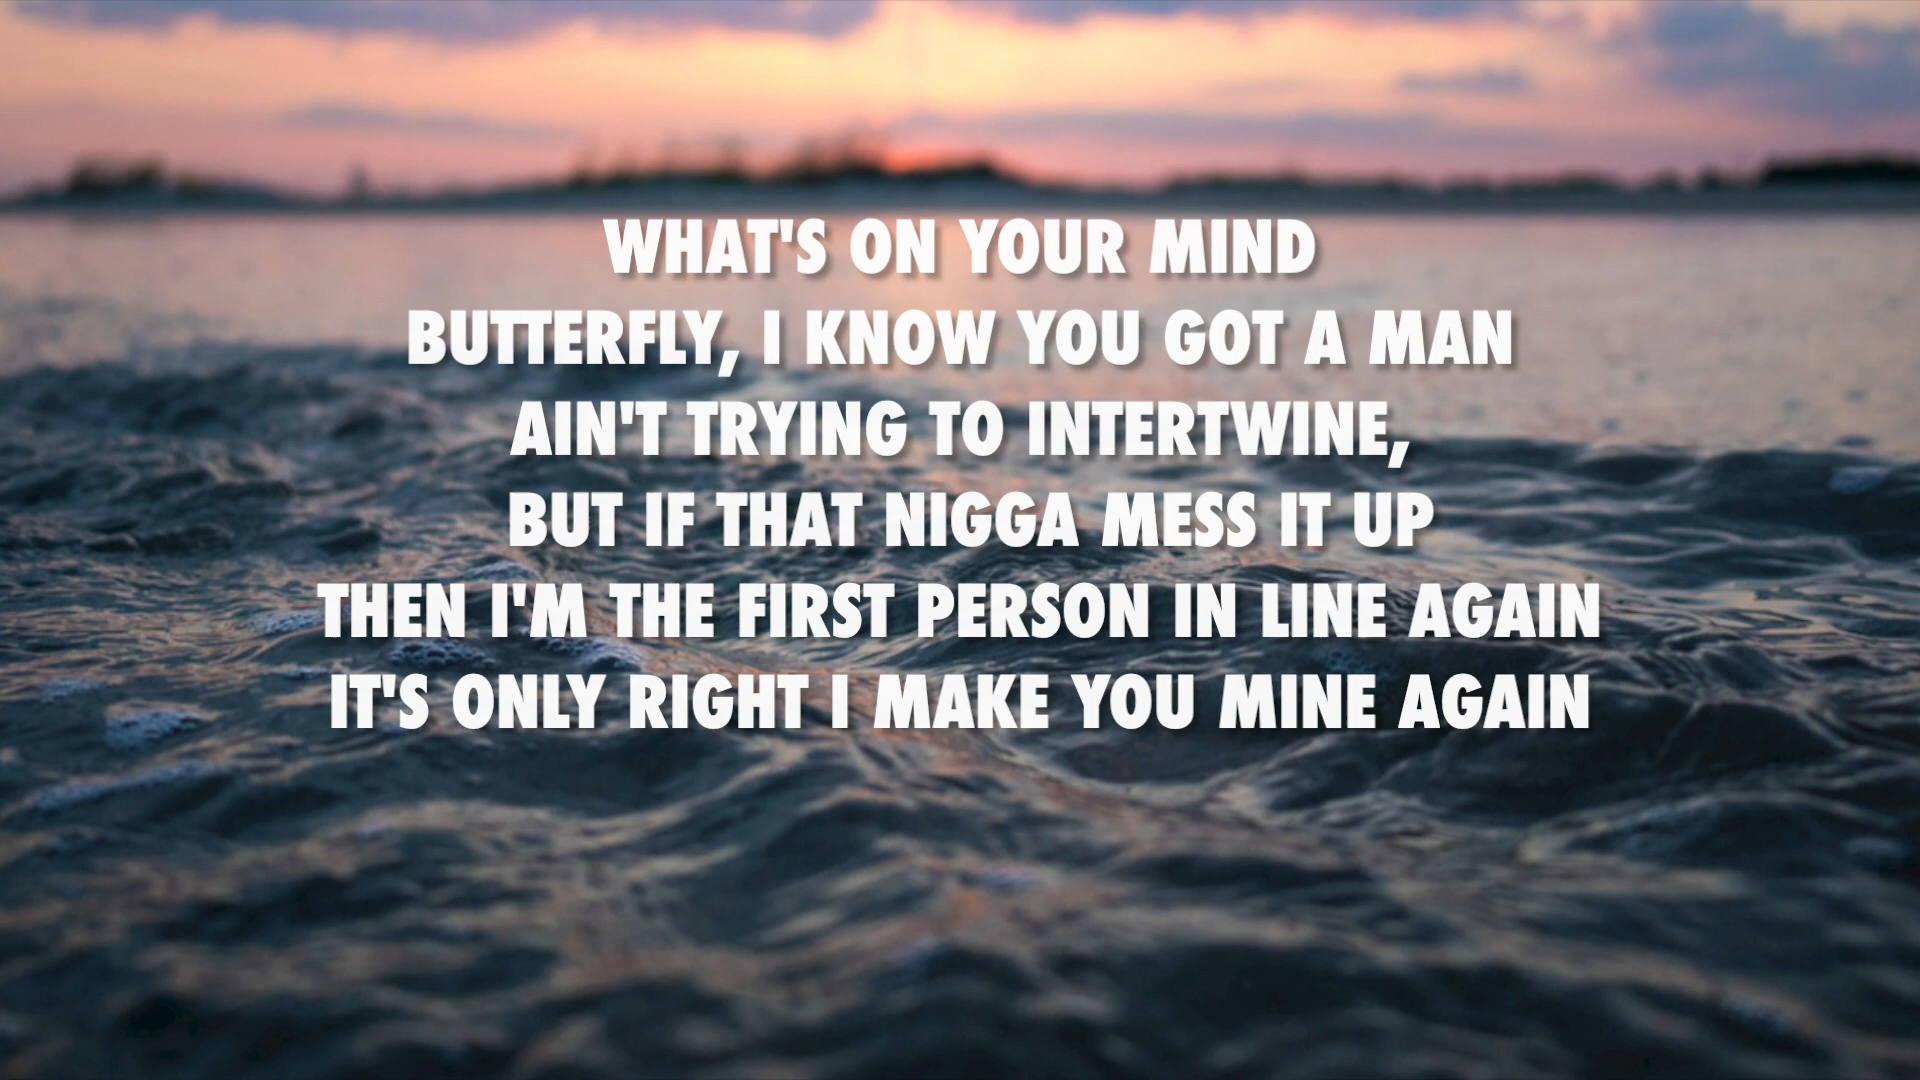 WHAT'S ON YOUR MIND
BUTTERFLY, I KNOW YOU GOT A MAN
AIN'T TRYING TO INTERTWINE,
BUT IF THAT NIGGA MESS IT UP
THEN I'M THE FIRST PERSON IN LINE AGAIN
IT'S ONLY RIGHT I MAKE YOU MINE AGAIN